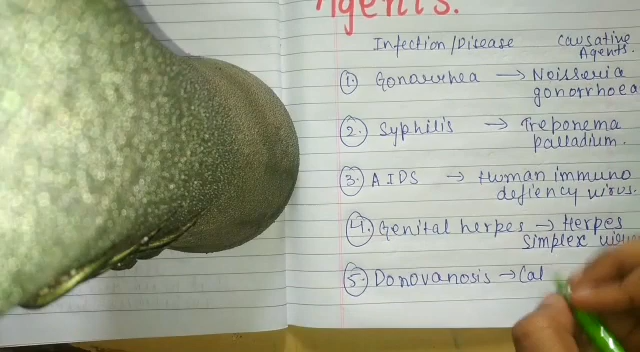 Agents.
Infection/Disease Causative
Agents.
1. Gonorrhea → Neisseria
gonorrhoea
2. Syphilis → Treponema
palladium.
3. AIDS → Human immuno
defiency virus.
4. Genital herpes → Herpes
simplex
5. Donovanosis → Cal